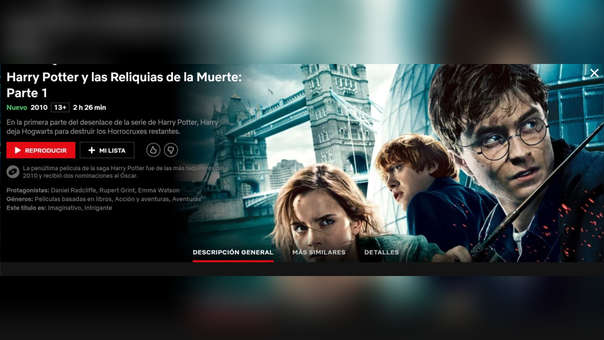 Harry Potter y las Reliquias de la Muerte:
Parte 1
Nuevo 2010 13+ 2 h 26 min
En la primera parte del desenlace de la serie de Harry Potter, Harry
deja Hogwarts para destruir los Horrocruxes restantes.
REPRODUCIR + MI LISTA
La penúltima película de la saga Harry Potter fue de las más taquilleras de
2010 y recibió dos nominaciones al Óscar.
Protagonistas: Daniel Radcliffe, Rupert Grint, Emma Watson
Géneros: Películas basadas en libros, Acción y aventuras, Aventuras
Este título es: Imaginativo, Intrigante
DESCRIPCIÓN GENERAL MÁS SIMILARES DETALLES